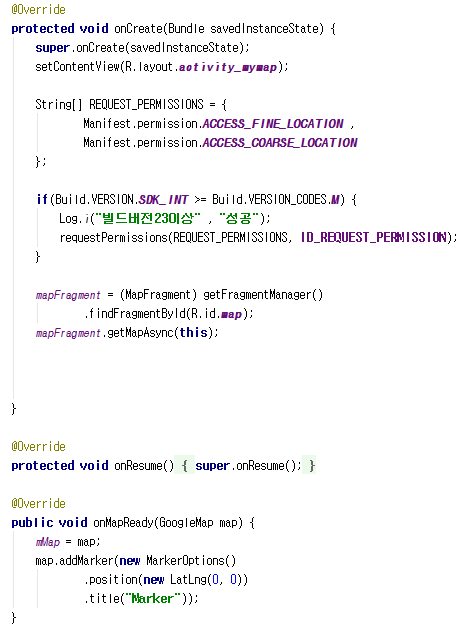 @Override
protected void onCreate(Bundle savedInstanceState) {
super.onCreate(savedInstanceState);
setContentView(R.layout.activity_mymap);
String[] REQUEST_PERMISSIONS = {
Manifest.permission.ACCESS_FINE_LOCATION ,
Manifest.permission.ACCESS_COARSE_LOCATION
};
if(Build.VERSION.SDK_INT >= Build.VERSION_CODES.M) {
Log.i("빌드버전23이상" , "성공");
requestPermissions(REQUEST_PERMISSIONS, ID_REQUEST_PERMISSION);
}
mapFragment = (MapFragment) getFragmentManager()
.findFragmentById(R.id.map);
mapFragment.getMapAsync(this);
}
@Override
protected void onResume() { super.onResume(); }
@Override
public void onMapReady(GoogleMap map) {
mMap = map;
map.addMarker(new MarkerOptions()
.position(new LatLng(0, 0))
.title("Marker"));
}